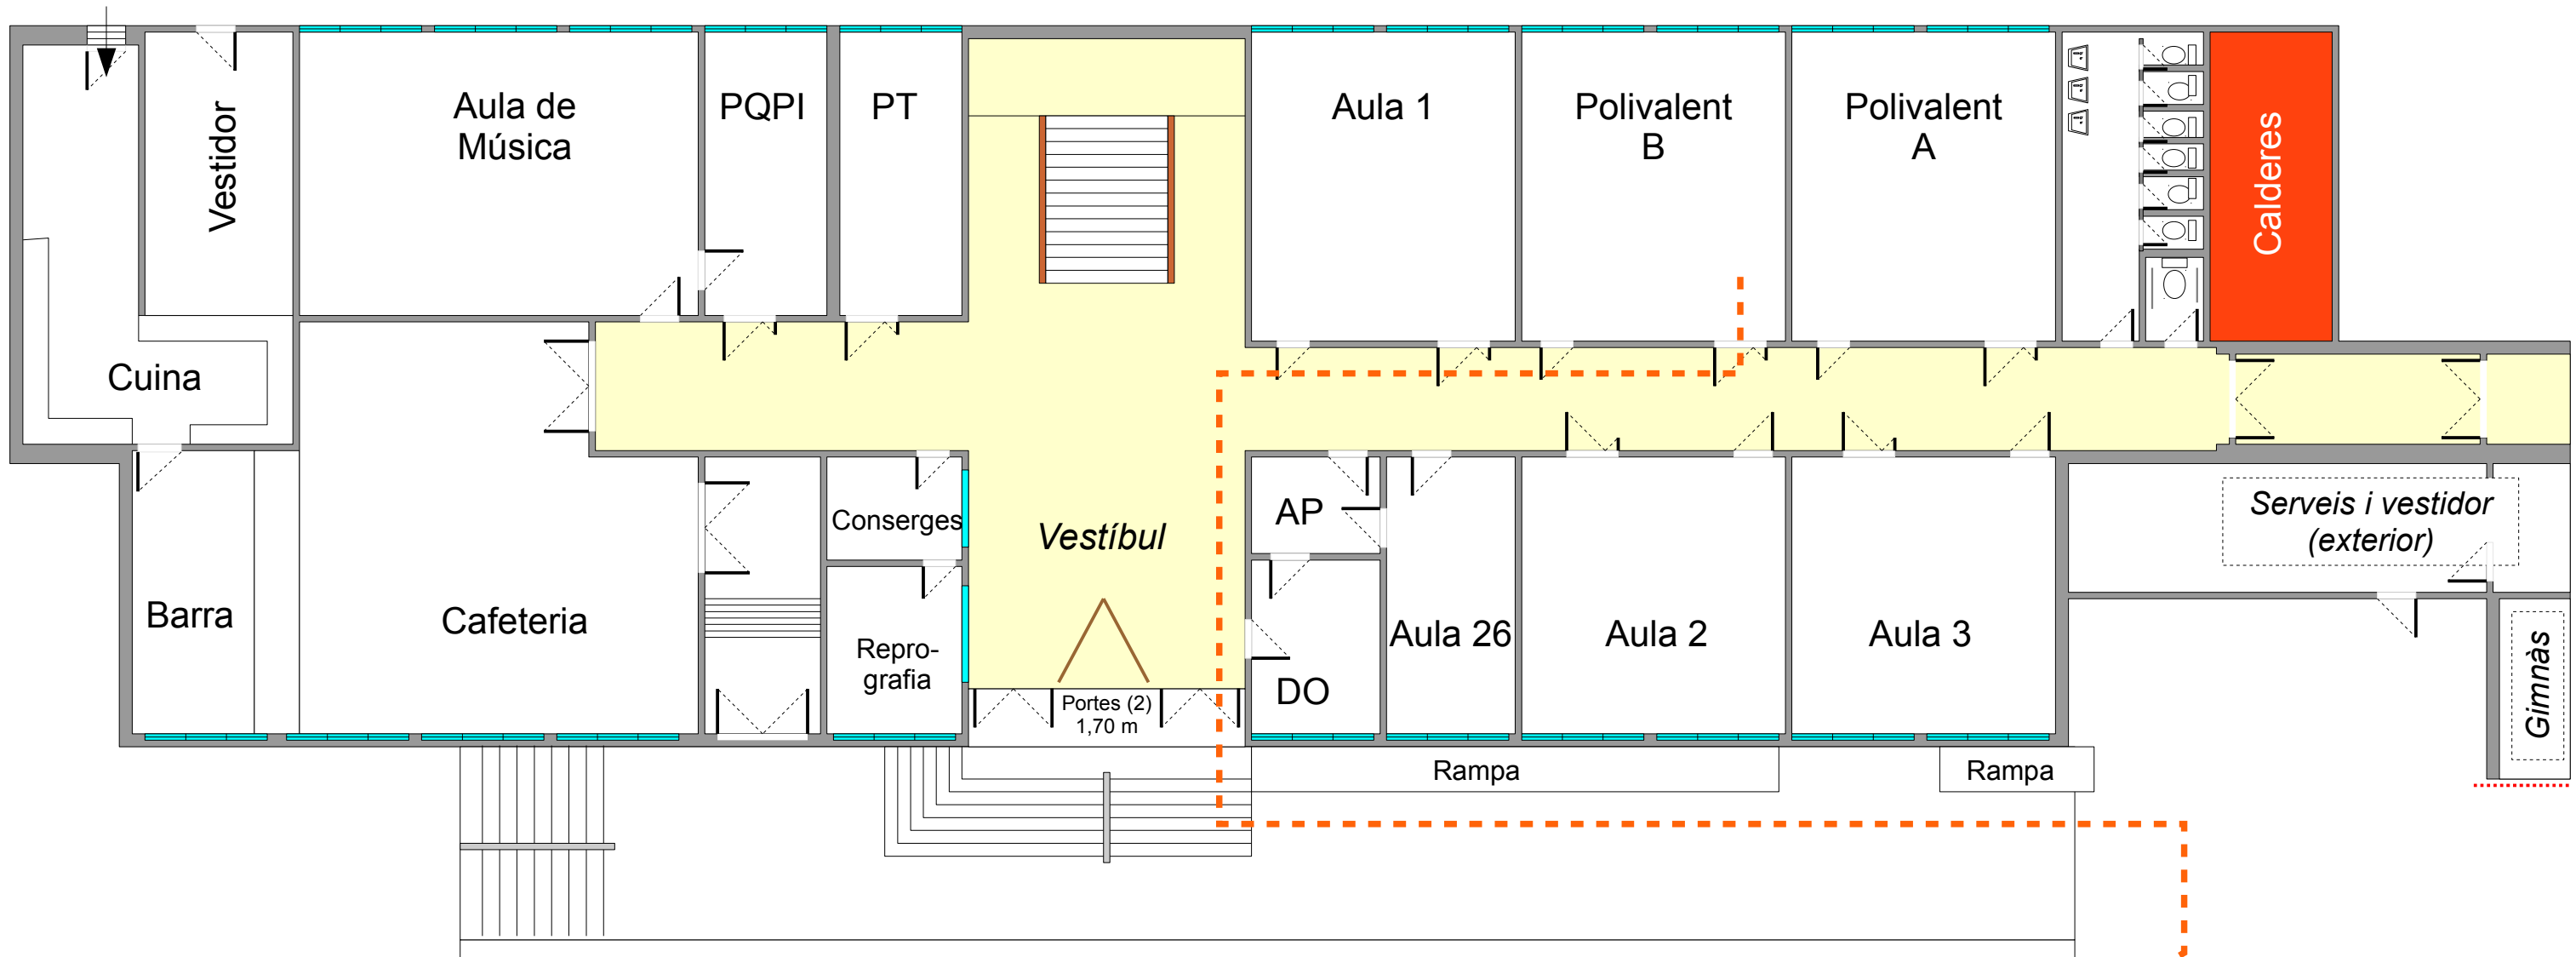 Vestidor
Aula de
Música
PQPI
PT
Aula 1
Polivalent
B
Polivalent
A
Calderes
Cuina
Barra
Cafeteria
Conserges
Repro-
grafia
Vestíbul
Portes (2)
1,70 m
AP
DO
Aula 26
Aula 2
Aula 3
Serveis i vestidor
(exterior)
Gimnàs
Rampa
Rampa